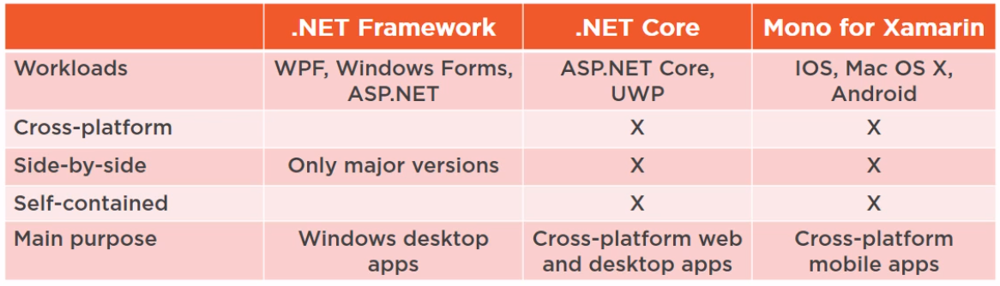 .NET Framework .NET Core Mono for Xamarin
Workloads WPF, Windows Forms, ASP.NET Core, IOS, Mac OS X,
ASP.NET UWP Android
Cross-platform X X
Side-by-side Only major versions X X
Self-contained X X
Main purpose Windows desktop Cross-platform web Cross-platform
apps and desktop apps mobile apps